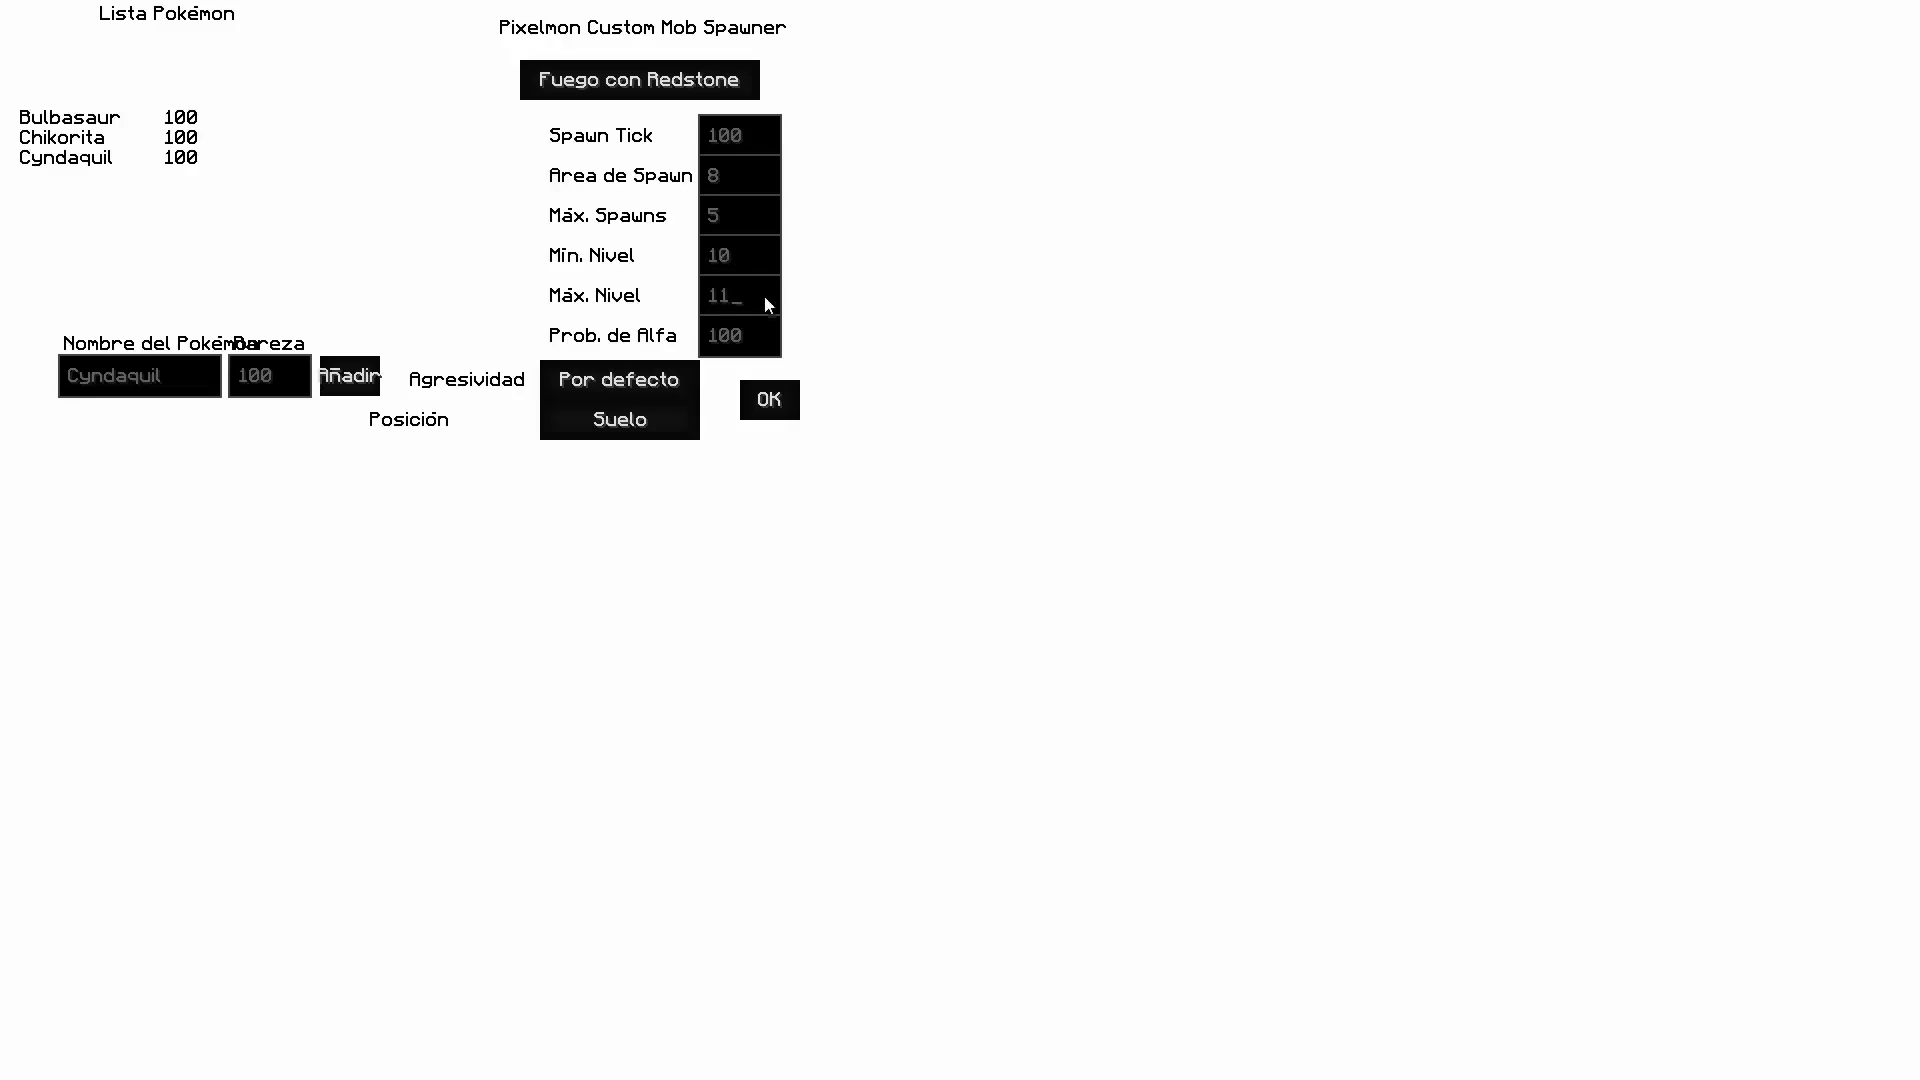 Lista Pokémon
Pixelmon Custom Mob Spawner
Fuego con Redstone
Bulbasaur 100
Chikorita 100
Cyndaquil 100
Spawn Tick 100
Area de Spawn 8
Máx. Spawns 5
Mín. Nivel 10
Máx. Nivel 11_
Prob. de Alfa 100
Nombre del Pokémon Rareza
Cyndaquil 100 Añadir
Agresividad Por defecto
Posición Suelo
OK